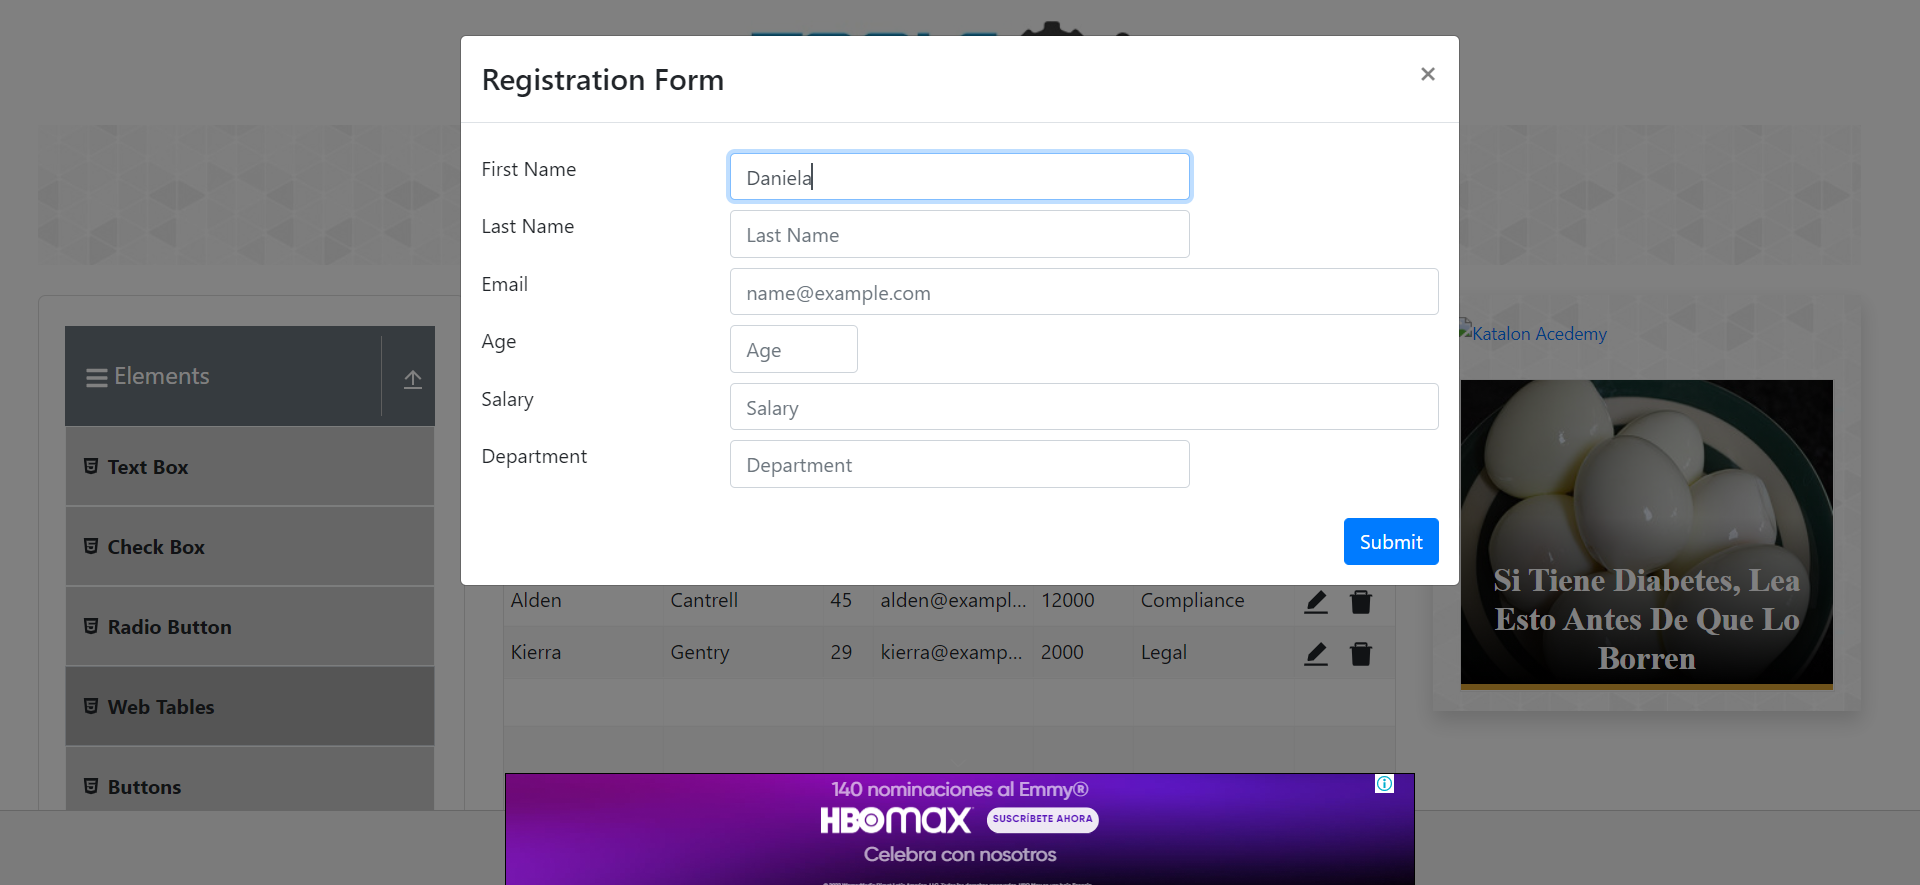 Registration Form
×
First Name
Daniela
Last Name
Last Name
Email
name@example.com
Age
Age
Salary
Salary
Department
Department
Submit
Elements
Text Box
Check Box
Radio Button
Web Tables
Buttons
Alden Cantrell 45 alden@exampl... 12000 Compliance
Kierra Gentry 29 kierra@examp... 2000 Legal
Katalon Acedemy
Si Tiene Diabetes, Lea
Esto Antes De Que Lo
Borren
140 nominaciones al Emmy®
HBOMAX
SUSCRÍBETE AHORA
Celebra con nosotros